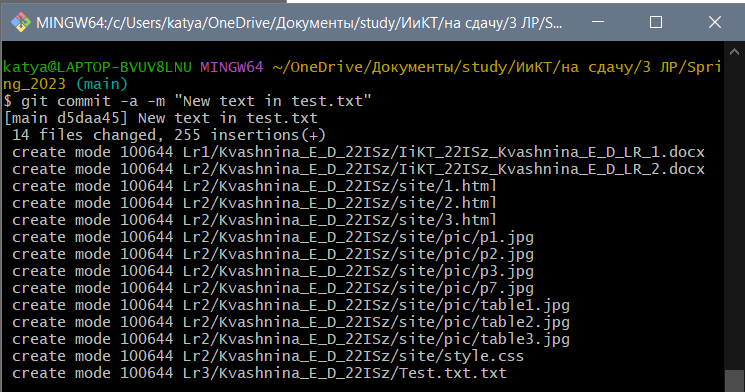 MINGW64:/c/Users/katya/OneDrive/Документы/study/ИиКТ/на сдачу/3 ЛР/S...
katya@LAPTOP-BVUV8LNU MINGW64 ~/OneDrive/Документы/study/ИиКТ/на сдачу/3 ЛР/Spri
ng_2023 (main)
$ git commit -a -m "New text in test.txt"
[main d5daa45] New text in test.txt
 14 files changed, 255 insertions(+)
 create mode 100644 Lr1/Kvashnina_E_D_22ISz/IiKT_22ISz_Kvashnina_E_D_LR_1.docx
 create mode 100644 Lr2/Kvashnina_E_D_22ISz/IiKT_22ISz_Kvashnina_E_D_LR_2.docx
 create mode 100644 Lr2/Kvashnina_E_D_22ISz/site/1.html
 create mode 100644 Lr2/Kvashnina_E_D_22ISz/site/2.html
 create mode 100644 Lr2/Kvashnina_E_D_22ISz/site/3.html
 create mode 100644 Lr2/Kvashnina_E_D_22ISz/site/pic/p1.jpg
 create mode 100644 Lr2/Kvashnina_E_D_22ISz/site/pic/p2.jpg
 create mode 100644 Lr2/Kvashnina_E_D_22ISz/site/pic/p3.jpg
 create mode 100644 Lr2/Kvashnina_E_D_22ISz/site/pic/p7.jpg
 create mode 100644 Lr2/Kvashnina_E_D_22ISz/site/pic/table1.jpg
 create mode 100644 Lr2/Kvashnina_E_D_22ISz/site/pic/table2.jpg
 create mode 100644 Lr2/Kvashnina_E_D_22ISz/site/pic/table3.jpg
 create mode 100644 Lr2/Kvashnina_E_D_22ISz/site/style.css
 create mode 100644 Lr3/Kvashnina_E_D_22ISz/Test.txt.txt